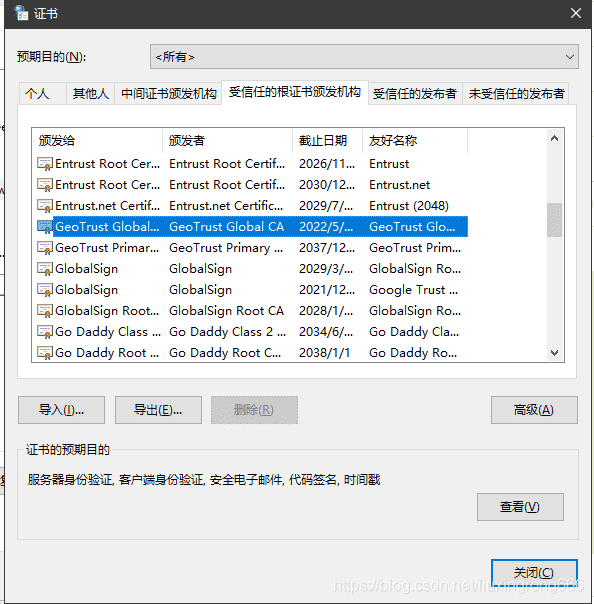 证书
预期目的(N): <所有>
个人 其他人 中间证书颁发机构 受信任的根证书颁发机构 受信任的发布者 未受信任的发布者
颁发给 颁发者 截止日期 友好名称
Entrust Root Cer... Entrust Root Certif... 2026/11... Entrust
Entrust Root Cer... Entrust Root Certif... 2030/12... Entrust.net
Entrust.net Certif... Entrust.net Certific... 2029/7/... Entrust (2048)
GeoTrust Global... GeoTrust Global CA 2022/5/... GeoTrust Glo...
GeoTrust Primar... GeoTrust Primary ... 2037/12... GeoTrust Prim...
GlobalSign GlobalSign 2029/3/... GlobalSign Ro...
GlobalSign GlobalSign 2021/12... Google Trust ...
GlobalSign Root... GlobalSign Root CA 2028/1/... GlobalSign Ro...
Go Daddy Class ... Go Daddy Class 2 ... 2034/6/... Go Daddy Cla...
Go Daddy Root ... Go Daddy Root C... 2038/1/1 Go Daddy Ro...
导入(I)... 导出(E)... 删除(R) 高级(A)
证书的预期目的
服务器身份验证, 客户端身份验证, 安全电子邮件, 代码签名, 时间戳
查看(V)
关闭(C)